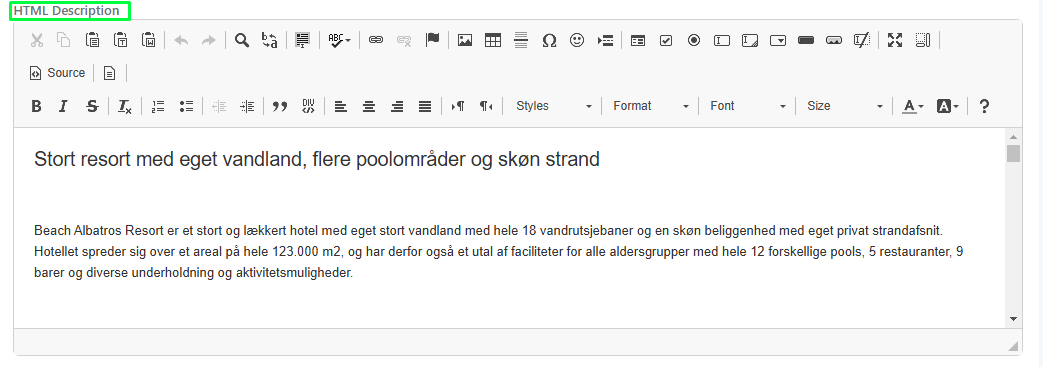 HTML Description
Source
Styles Format Font Size
Stort resort med eget vandland, flere poolområder og skøn strand
Beach Albatros Resort er et stort og lækkert hotel med eget stort vandland med hele 18 vandrutsjebaner og en skøn beliggenhed med eget privat strandafsnit.
Hotellet spreder sig over et areal på hele 123.000 m2, og har derfor også et utal af faciliteter for alle aldersgrupper med hele 12 forskellige pools, 5 restauranter, 9
barer og diverse underholdning og aktivitetsmuligheder.